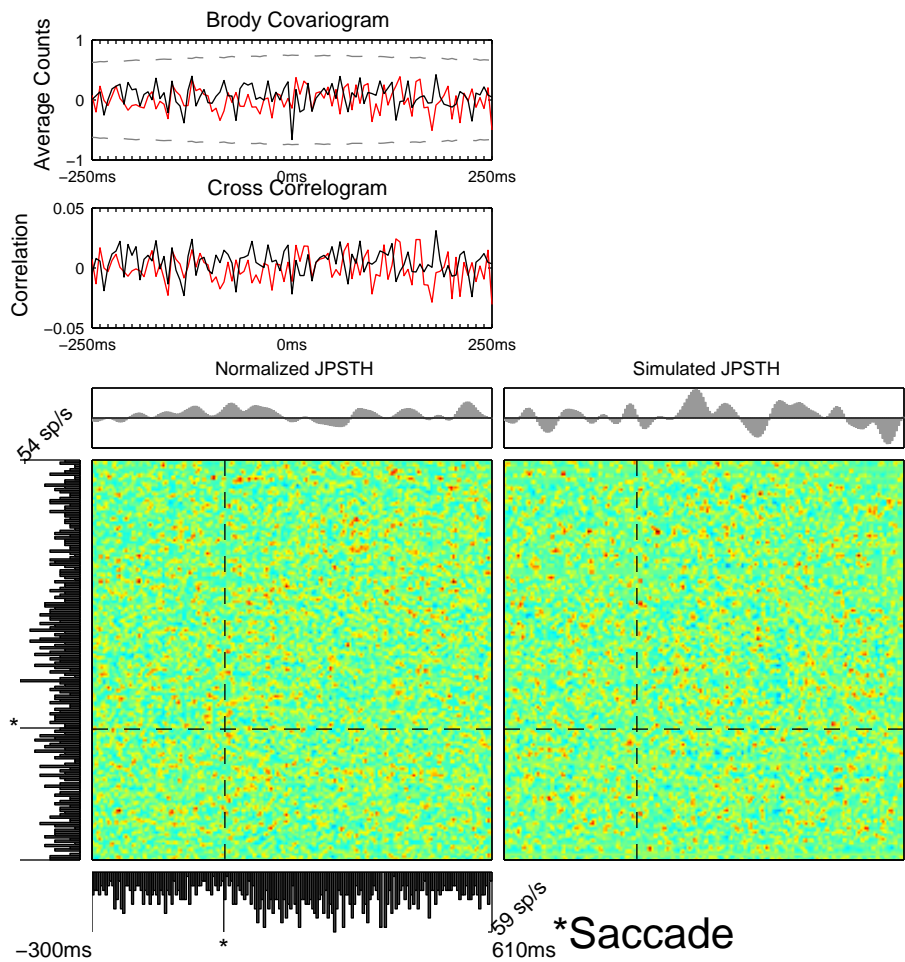 Brody Covariogram
1
0
−1
Average Counts
−250ms
0ms
250ms
Cross Correlogram
0.05
0
−0.05
Correlation
−250ms
0ms
250ms
Normalized JPSTH
Simulated JPSTH
54 sp/s
*
*
59 sp/s
−300ms
610ms
*Saccade